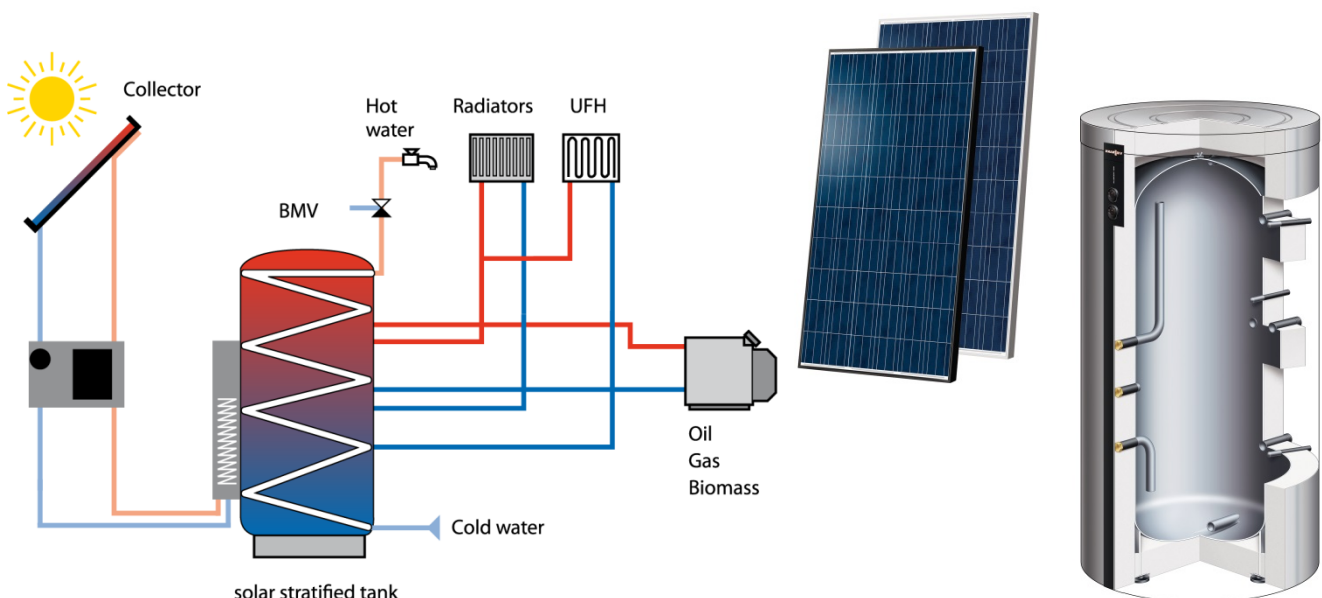 Collector
Hot
water
Radiators
UFH
BMV
Oil
Gas
Biomass
Cold water
solar stratified tank